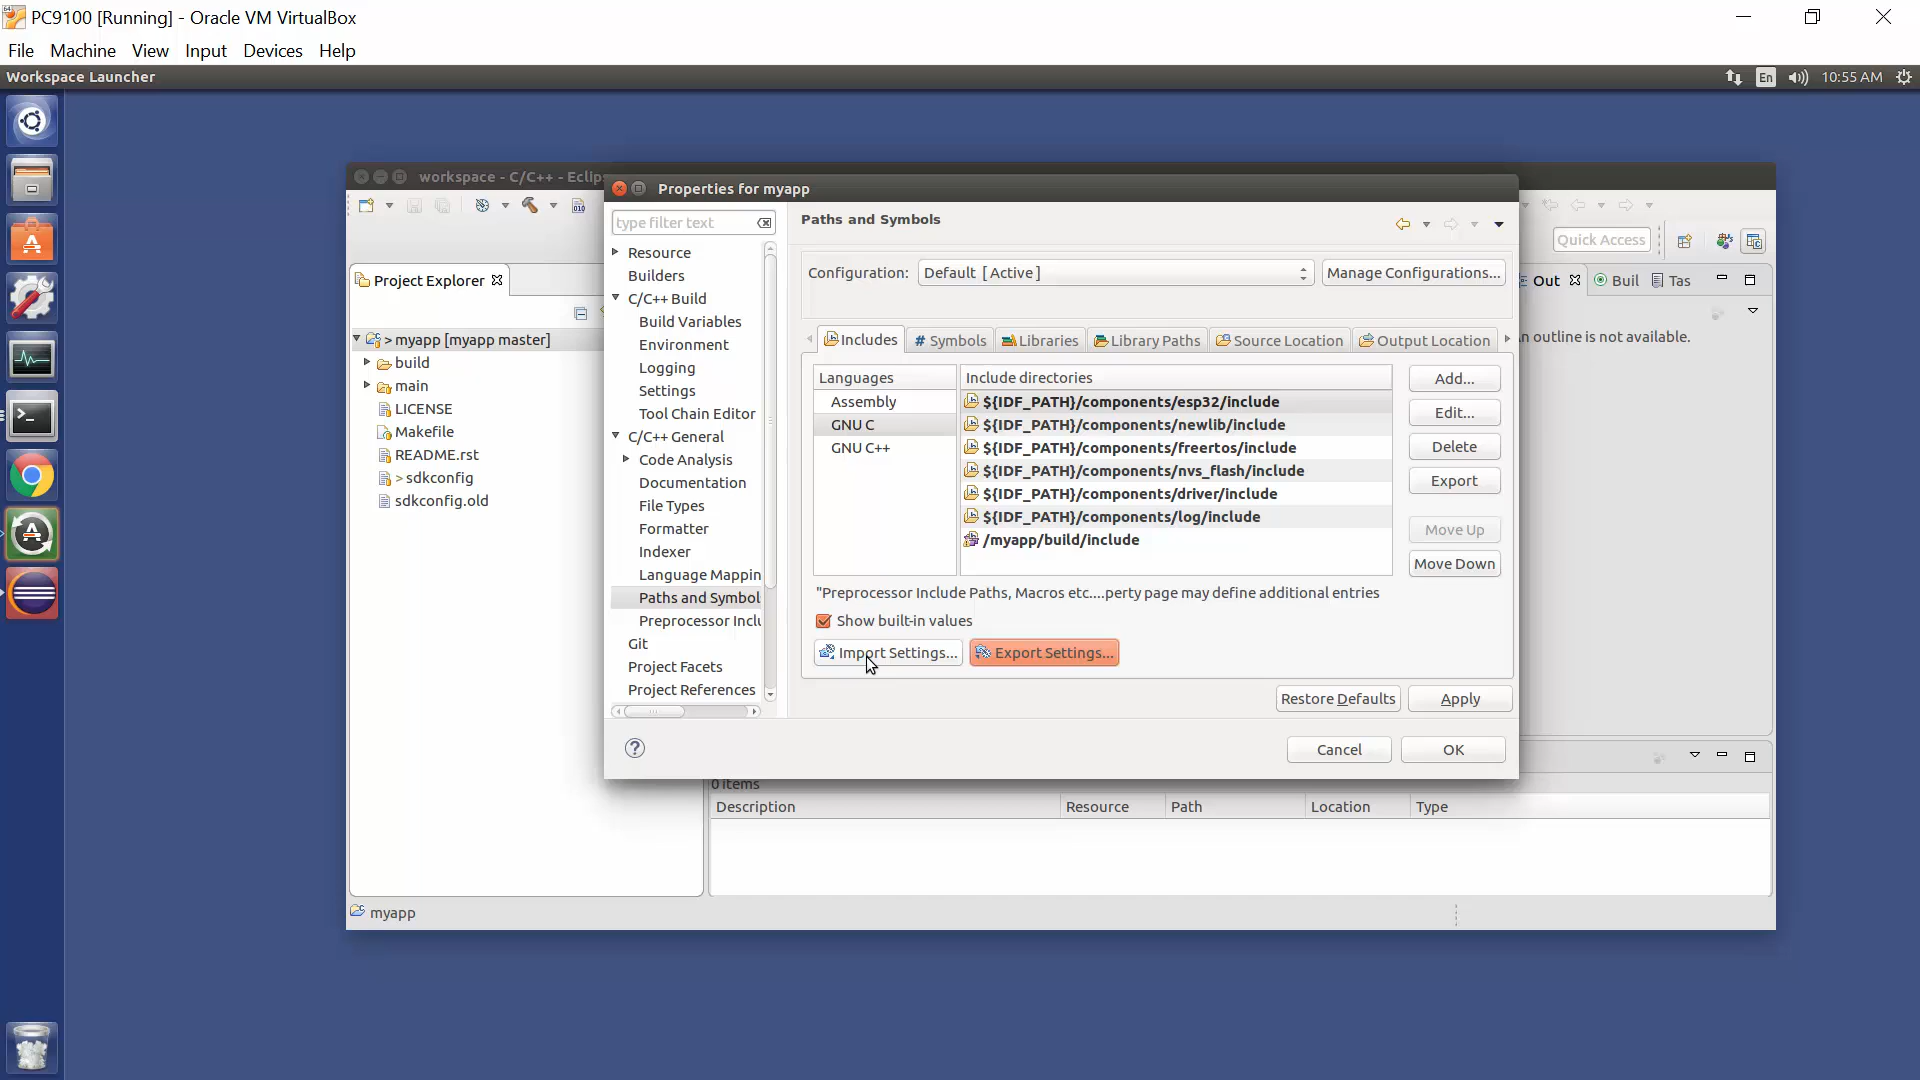 PC9100 [Running] - Oracle VM VirtualBox
File Machine View Input Devices Help
Workspace Launcher
En
10:55 AM
workspace - C/C++ - Eclip
Properties for myapp
type filter text
Resource
Builders
C/C++ Build
Build Variables
Environment
Logging
Settings
Tool Chain Editor
C/C++ General
Code Analysis
Documentation
File Types
Formatter
Indexer
Language Mappin
Paths and Symbol
Preprocessor Inclu
Git
Project Facets
Project References
Paths and Symbols
Configuration: Default [ Active ] Manage Configurations...
Includes # Symbols Libraries Library Paths Source Location Output Location
Languages Include directories
Assembly
GNU C
GNU C++
${IDF_PATH}/components/esp32/include
${IDF_PATH}/components/newlib/include
${IDF_PATH}/components/freertos/include
${IDF_PATH}/components/nvs_flash/include
${IDF_PATH}/components/driver/include
${IDF_PATH}/components/log/include
/myapp/build/include
Add...
Edit...
Delete
Export
Move Up
Move Down
"Preprocessor Include Paths, Macros etc....perty page may define additional entries
Show built-in values
Import Settings... Export Settings...
Restore Defaults Apply
Cancel OK
Project Explorer
> myapp [myapp master]
build
main
LICENSE
Makefile
README.rst
> sdkconfig
sdkconfig.old
Quick Access
Out Buil Tas
n outline is not available.
0 items
Description Resource Path Location Type
myapp